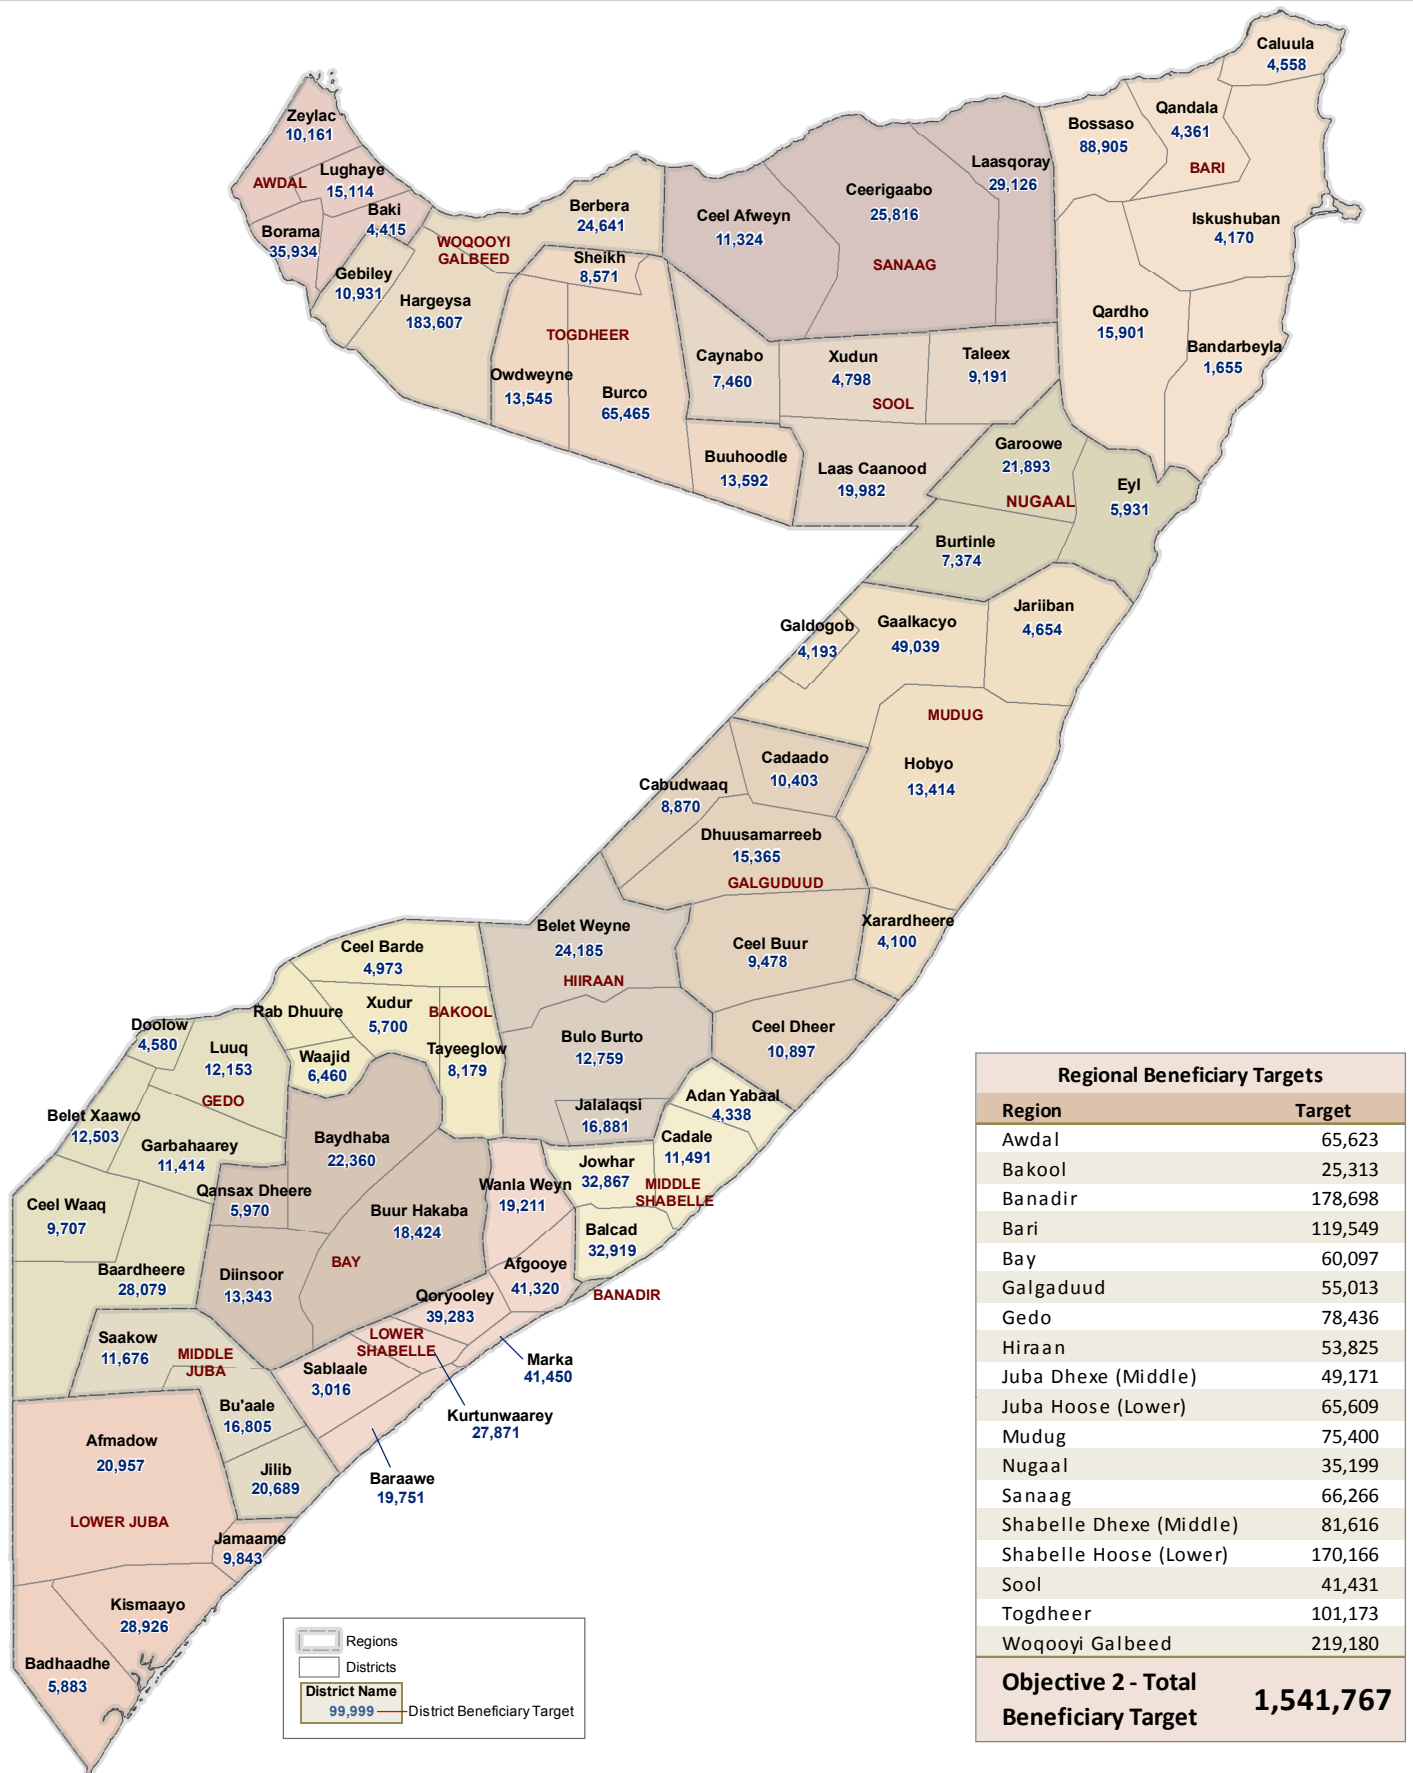 Caluula
4,558
Qandala
4,361
Bossaso
88,905
BARI
Zeylac
10,161
Lughaye
15,114
AWDAL
Baki
4,415
Borama
35,934
Laasqoray
29,126
Ceerigaabo
25,816
Ceel Afweyn
11,324
SANAAG
Berbera
24,641
WOQOOYI
GALBEED
Iskushuban
4,170
Sheikh
8,571
Gebiley
10,931
Hargeysa
183,607
TOGDHEER
Qardho
15,901
Bandarbeyla
1,655
Caynabo
7,460
Xudun
4,798
Taleex
9,191
SOOL
Owdweyne
13,545
Burco
65,465
Buuhoodle
13,592
Laas Caanood
19,982
Garoowe
21,893
NUGAAL
Eyl
5,931
Burtinle
7,374
Jariiban
4,654
Galdogob
4,193
Gaalkacyo
49,039
MUDUG
Cadaado
10,403
Hobyo
13,414
Cabudwaaq
8,870
Dhuusamarreeb
15,365
GALGUDUUD
Belet Weyne
24,185
HIIRAAN
Xarardheere
4,100
Ceel Buur
9,478
Ceel Barde
4,973
Rab Dhuure
Xudur
5,700
BAKOOL
Doolow
4,580
Luuq
12,153
Waajid
6,460
Tayeeglow
8,179
Bulo Burto
12,759
Ceel Dheer
10,897
GEDO
Jalalaqsi
16,881
Adan Yabaal
4,338
Belet Xaawo
12,503
Garbahaarey
11,414
Baydhaba
22,360
Cadale
11,491
Jowhar
32,867
MIDDLE
SHABELLE
Wanla Weyn
19,211
Qansax Dheere
5,970
Ceel Waaq
9,707
Buur Hakaba
18,424
Balcad
32,919
BAY
Baardheere
28,079
Diinsoor
13,343
Afgooye
41,320
BANADIR
Qoryooley
39,283
Saakow
11,676
MIDDLE
JUBA
LOWER
SHABELLE
Sablaale
3,016
Marka
41,450
Bu'aale
16,805
Kurtunwaarey
27,871
Afmadow
20,957
Jilib
20,689
Baraawe
19,751
LOWER JUBA
Jamaame
9,843
Kismaayo
28,926
Badhaadhe
5,883
Regions
Districts
District Name
99,999
District Beneficiary Target
Regional Beneficiary Targets
Region Target
Awdal 65,623
Bakool 25,313
Banadir 178,698
Bari 119,549
Bay 60,097
Galgaduud 55,013
Gedo 78,436
Hiraan 53,825
Juba Dhexe (Middle) 49,171
Juba Hoose (Lower) 65,609
Mudug 75,400
Nugaal 35,199
Sanaag 66,266
Shabelle Dhexe (Middle) 81,616
Shabelle Hoose (Lower) 170,166
Sool 41,431
Togdheer 101,173
Woqooyi Galbeed 219,180
Objective 2 - Total
Beneficiary Target 1,541,767